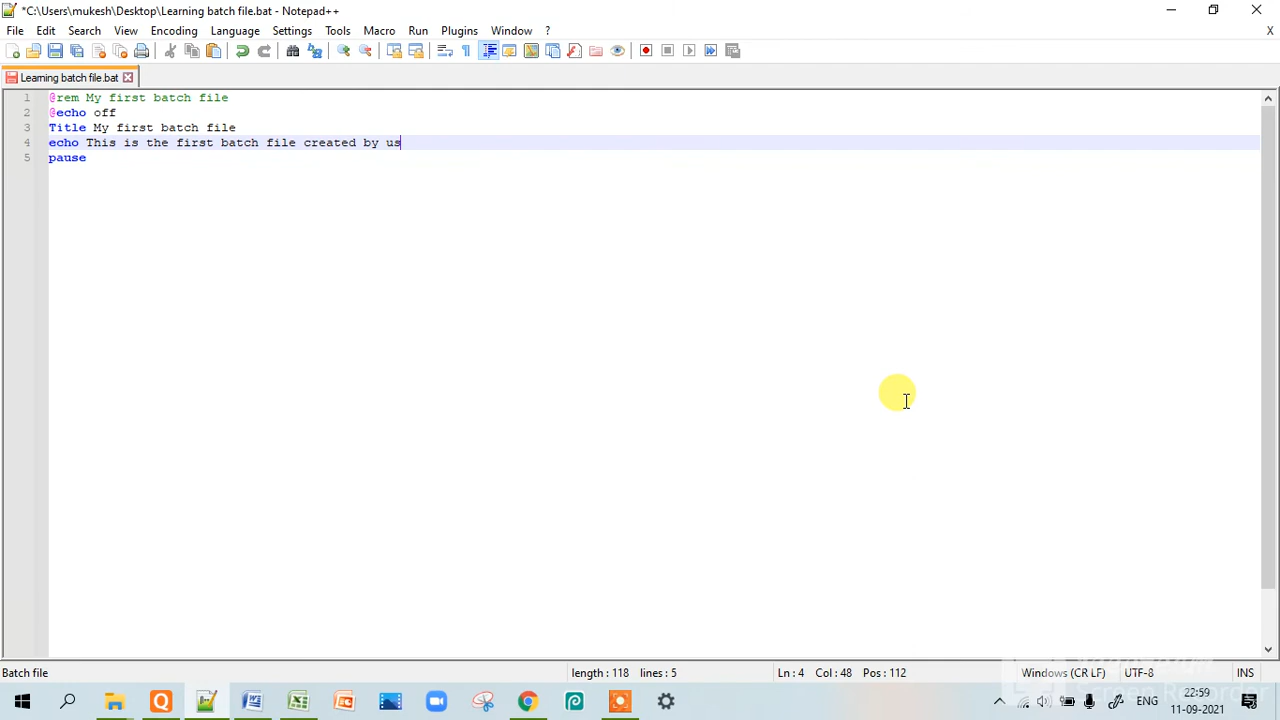 *C:\Users\mukesh\Desktop\Learning batch file.bat - Notepad++
File Edit Search View Encoding Language Settings Tools Macro Run Plugins Window ? X
Learning batch file.bat
1 @rem My first batch file
2 @echo off
3 Title My first batch file
4 echo This is the first batch file created by us
5 pause
Batch file length : 118 lines : 5 Ln : 4 Col : 48 Pos : 112 Windows (CR LF) UTF-8 INS
Screen Recorder
ENG 22:59
11-09-2021